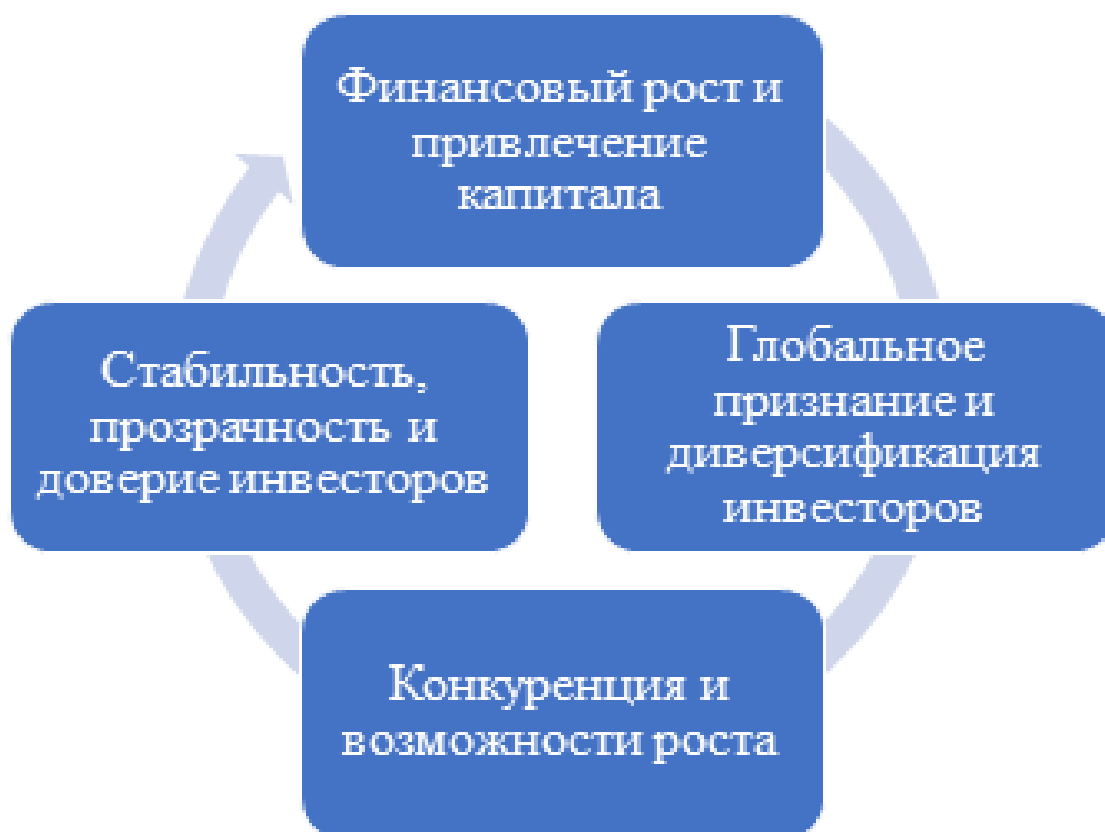 Финансовый рост и
привлечение
капитала
Глобальное
признание и
диверсификация
инвесторов
Конкуренция и
возможности роста
Стабильность,
прозрачность и
доверие инвесторов